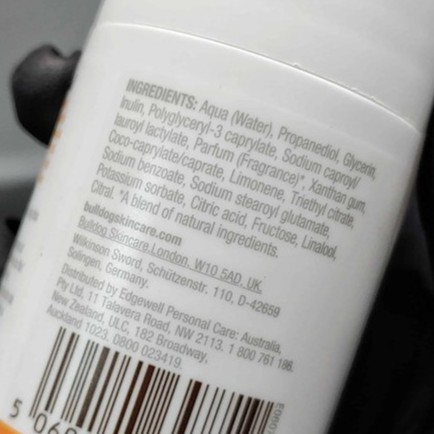 INGREDIENTS: Aqua (Water), Propanediol, Glycerin,
Inulin, Polyglyceryl-3 caprylate, Sodium caproyl/
lauroyl lactylate, Parfum (Fragrance)*, Xanthan gum,
Coco-caprylate/caprate, Limonene, Triethyl citrate,
Sodium benzoate, Sodium stearoyl glutamate,
Potassium sorbate, Citric acid, Fructose, Linalool,
Citral. *A blend of natural ingredients.
bulldogskincare.com
Bulldog Skincare London, W10 5AD, UK.
Wilkinson Sword, Schützenstr. 110, D-42659
Solingen, Germany.
Distributed by Edgewell Personal Care: Australia,
Pty Ltd, 11 Talavera Road, NW 2113. 1 800 761 186.
New Zealand, ULC, 182 Broadway,
Auckland 1023. 0800 023419.
5 060